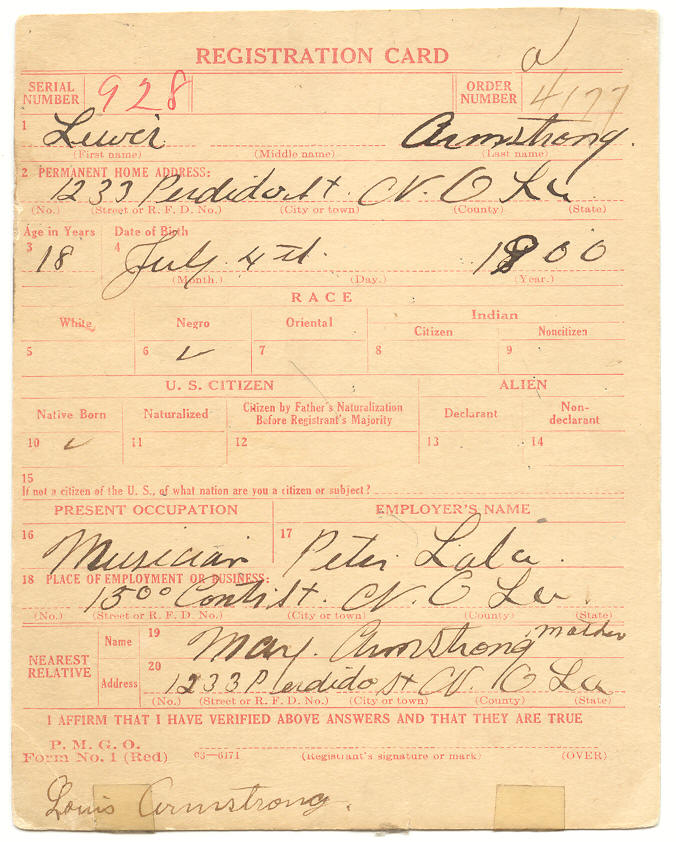 a
REGISTRATION CARD
SERIAL NUMBER 928 ORDER NUMBER 4177
1 Lewis Armstrong.
(First name) (Middle name) (Last name)
2 PERMANENT HOME ADDRESS:
1233 Perdido St. N. O La
(No.) (Street or R. F. D. No.) (City or town) (County) (State)
Age in Years Date of Birth
3 18 4 July 4th. 1900
(Month.) (Day.) (Year.)
RACE
White Negro Oriental Indian
Citizen Noncitizen
5 6 ✓ 7 8 9
U. S. CITIZEN ALIEN
Native Born Naturalized Citizen by Father's Naturalization Before Registrant's Majority Declarant Non-declarant
10 ✓ 11 12 13 14
15
If not a citizen of the U. S., of what nation are you a citizen or subject?
PRESENT OCCUPATION EMPLOYER'S NAME
16 Musician 17 Peter Lala.
18 PLACE OF EMPLOYMENT OR BUSINESS:
1500 Conti St. N. O La.
(No.) (Street or R. F. D. No.) (City or town) (County) (State)
NEAREST RELATIVE
Name 19 Mary. Armstrong Mother
Address 20 1233 Perdido St N. O La
(No.) (Street or R. F. D. No.) (City or town) (County) (State)
I AFFIRM THAT I HAVE VERIFIED ABOVE ANSWERS AND THAT THEY ARE TRUE
P. M. G. O.
Form No. 1 (Red) 03—6171 (Registrant's signature or mark) (OVER)
Louis Armstrong.